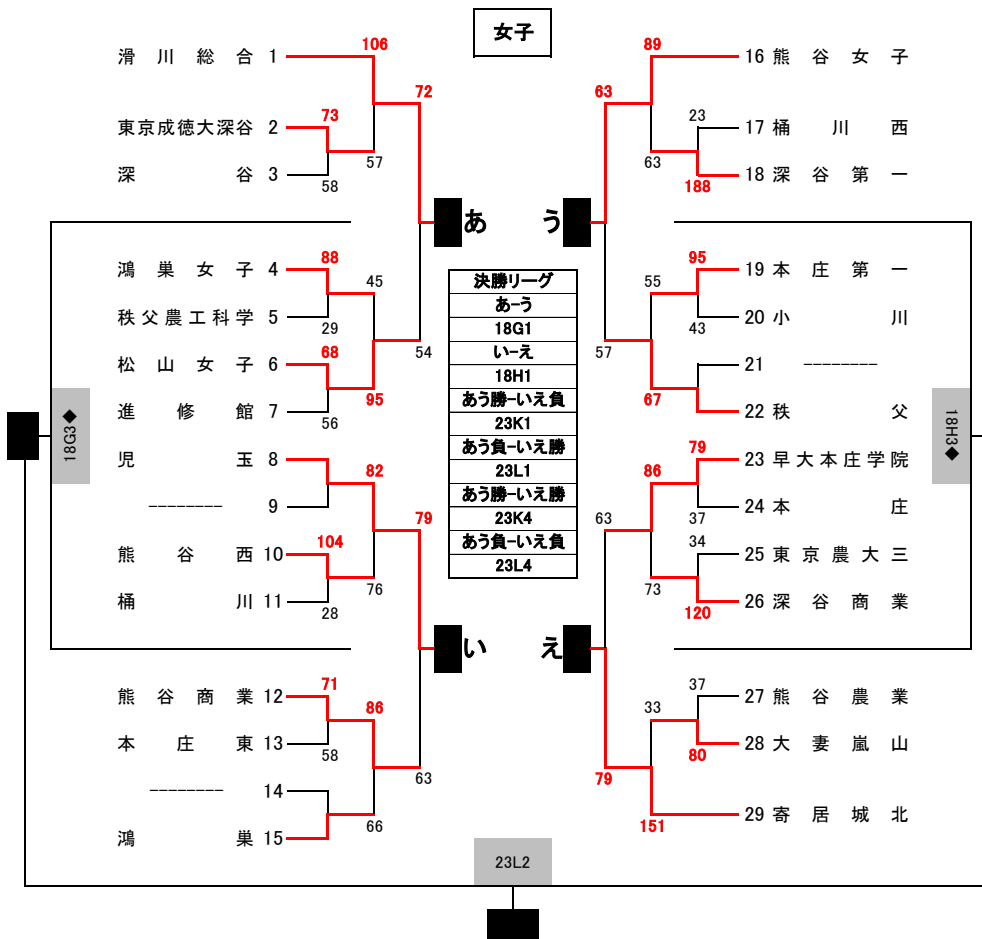 女子
106
89
滑川総合 1
16 熊谷女子
72
63
73
23
東京成徳大深谷 2
17 桶川西
57
63
深谷 3
18 深谷第一
58
188
あ
う
88
45
55
95
鴻巣女子 4
19 本庄第一
決勝リーグ
あ-う
18G1
い-え
18H1
あう勝-いえ負
23K1
あう負-いえ勝
23L1
あう勝-いえ勝
23K4
あう負-いえ負
23L4
秩父農工科学 5
20 小川
29
43
68
54
57
松山女子 6
21 --------
95
67
進修館 7
22 秩父
56
18G3◆
18H3◆
児玉 8
79
23 早大本庄学院
82
86
-------- 9
24 本庄
79
63
37
104
34
熊谷西 10
25 東京農大三
76
73
桶川 11
26 深谷商業
28
120
い
え
71
37
熊谷商業 12
27 熊谷農業
86
33
本庄東 13
28 大妻嵐山
58
80
63
79
-------- 14
66
151
29 寄居城北
鴻巣 15
23L2